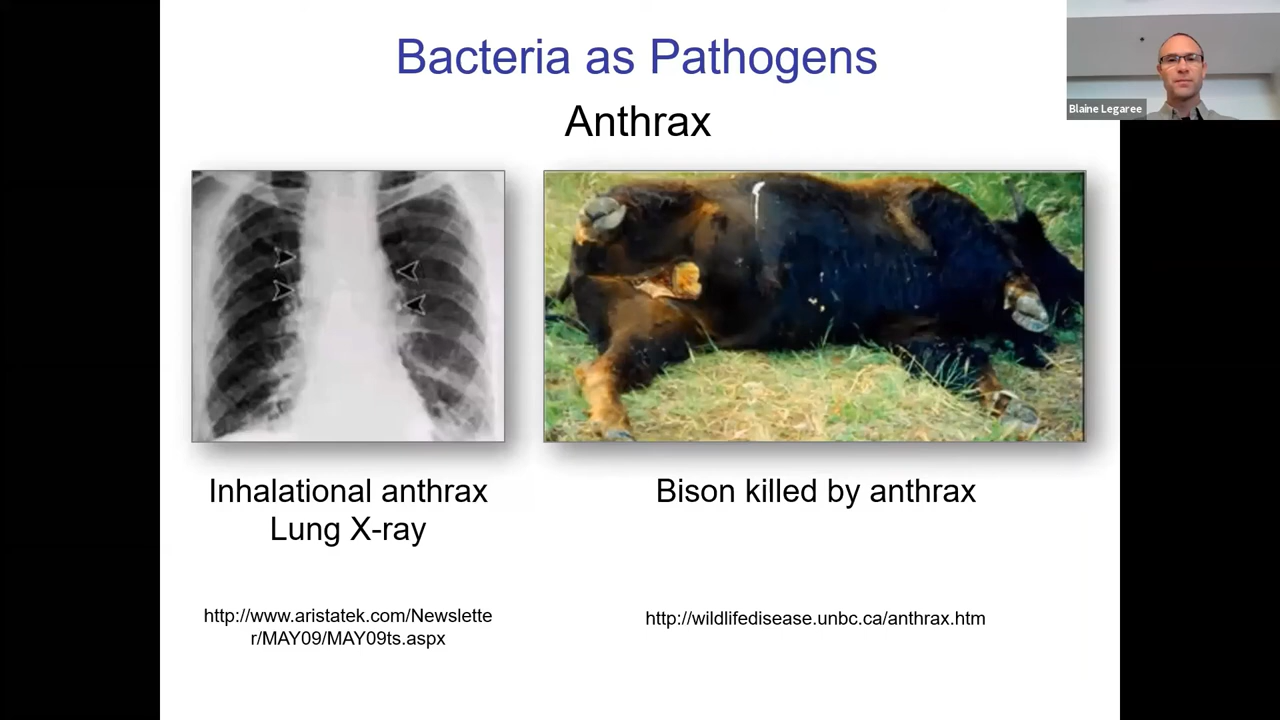 Bacteria as Pathogens
Anthrax
Blaine Legaree
Inhalational anthrax
Lung X-ray
Bison killed by anthrax
http://www.aristatek.com/Newslette
r/MAY09/MAY09ts.aspx
http://wildlifedisease.unbc.ca/anthrax.htm